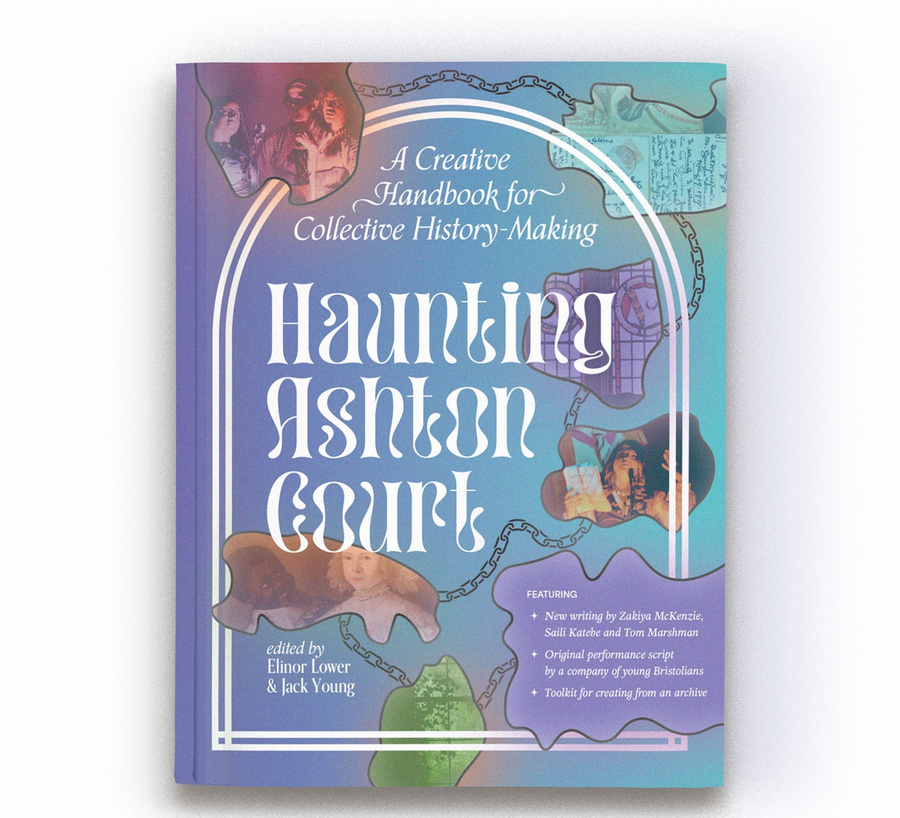 A Creative
Handbook for
Collective History-Making
Haunting
Ashton
Court
edited by
Elinor Lower
& Jack Young
FEATURING
New writing by Zakiya McKenzie,
Saili Katebe and Tom Marshman
Original performance script
by a company of young Bristolians
Toolkit for creating from an archive